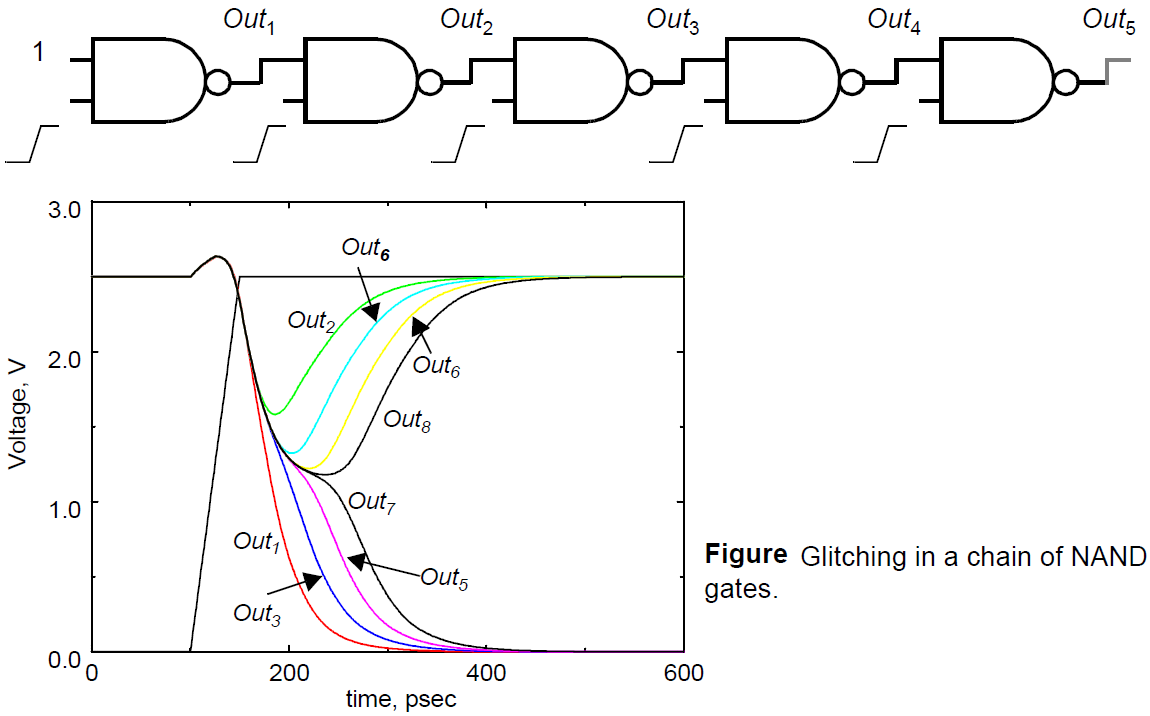 Out1 Out2 Out3 Out4 Out5
1
3.0
Out6
Out2
2.0
Out6
Voltage, V
Out8
Out7
1.0
Out1
Out5
Out3
Figure Glitching in a chain of NAND
gates.
0.0
0 200 400 600
time, psec